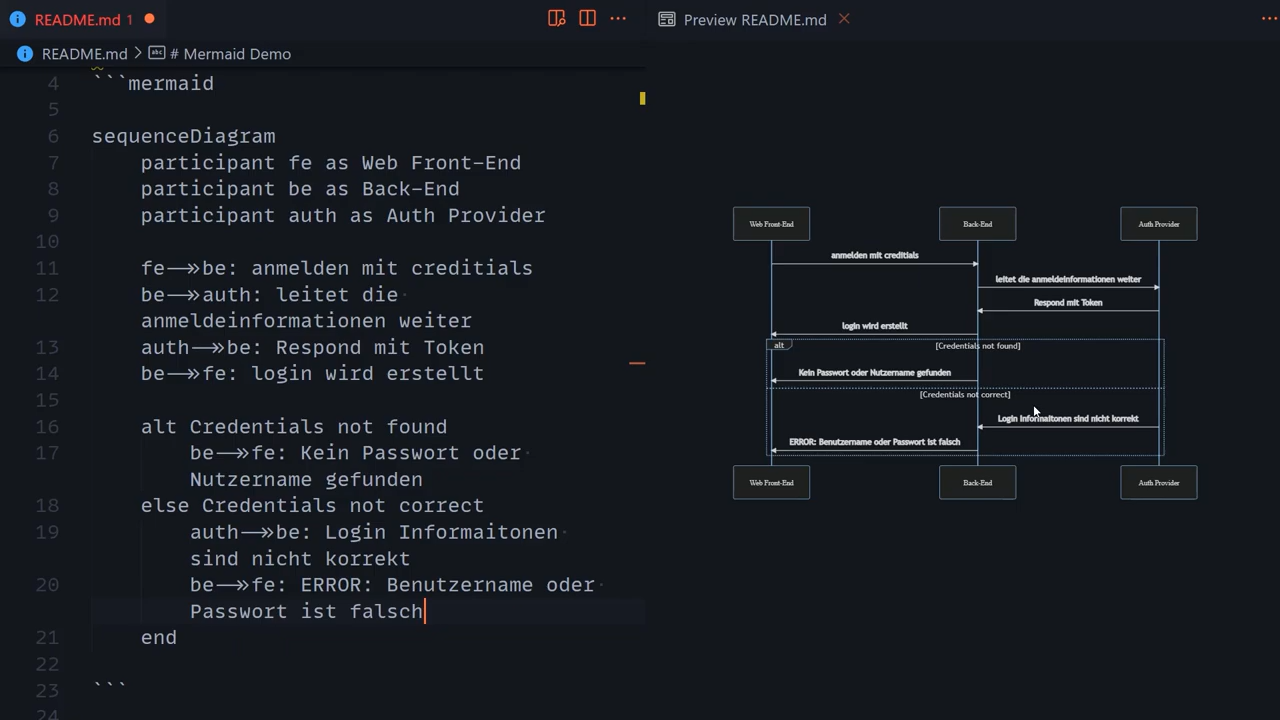 README.md 1
README.md > # Mermaid Demo
4 ```mermaid
5
6 sequenceDiagram
7 participant fe as Web Front-End
8 participant be as Back-End
9 participant auth as Auth Provider
10
11 fe->>be: anmelden mit creditials
12 be->>auth: leitet die
anmeldeinformationen weiter
13 auth->>be: Respond mit Token
14 be->>fe: login wird erstellt
15
16 alt Credentials not found
17 be->>fe: Kein Passwort oder
Nutzername gefunden
18 else Credentials not correct
19 auth->>be: Login Informaitonen
sind nicht korrekt
20 be->>fe: ERROR: Benutzername oder
Passwort ist falsch
21 end
22
23 ```
24
Preview README.md
Web Front-End
Back-End
Auth Provider
anmelden mit creditials
leitet die anmeldeinformationen weiter
Respond mit Token
login wird erstellt
alt
[Credentials not found]
Kein Passwort oder Nutzername gefunden
[Credentials not correct]
Login Informaitonen sind nicht korrekt
ERROR: Benutzername oder Passwort ist falsch
Web Front-End
Back-End
Auth Provider